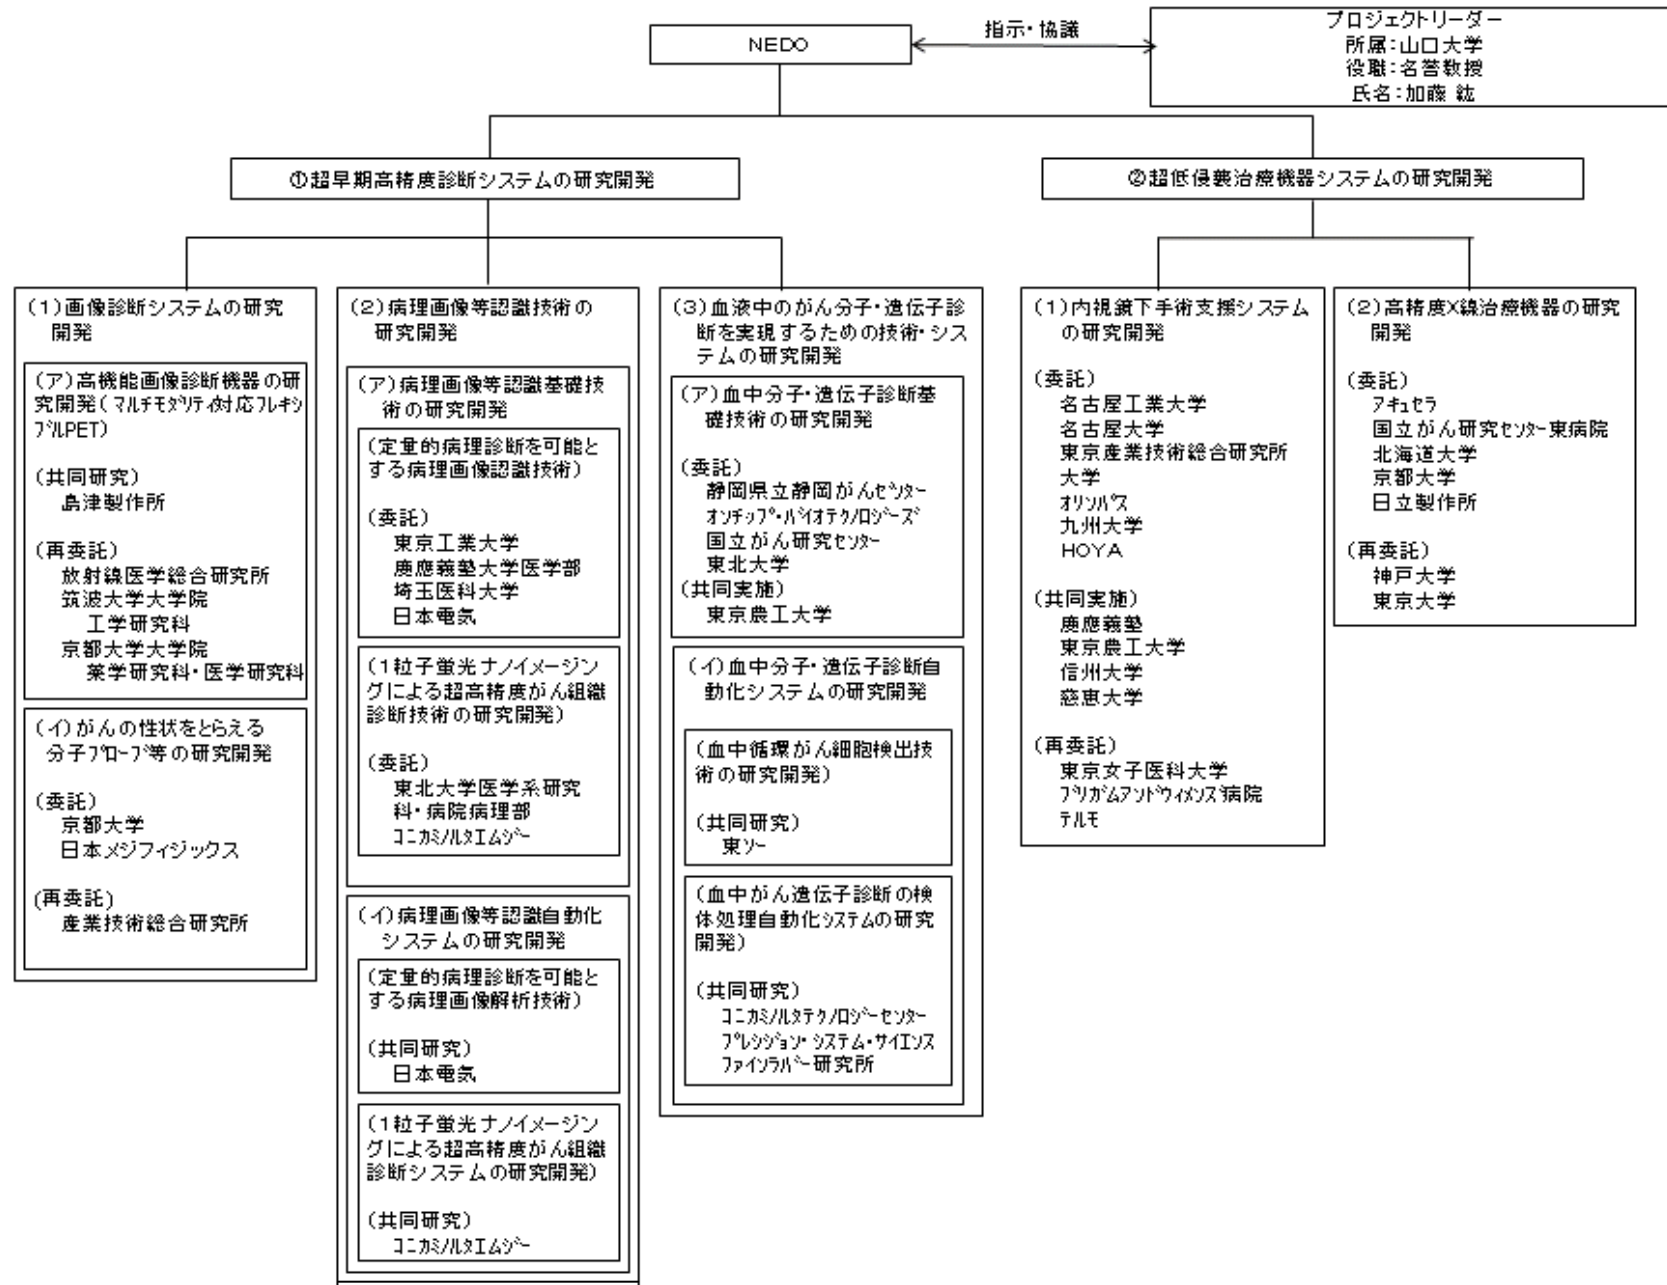 NEDO
指示・協議
プロジェクトリーダー
所属：山口大学
役職：名誉教授
氏名：加藤 紘
①超早期高精度診断システムの研究開発
②超低侵襲治療機器システムの研究開発
（1）画像診断システムの研究
開発
（ア）高機能画像診断機器の研
究開発（ﾏﾙﾁﾓﾀﾞﾘﾃｨ対応ﾌﾚｷｼ
ﾌﾞﾙPET）
（共同研究）
島津製作所
（再委託）
放射線医学総合研究所
筑波大学大学院
工学研究科
京都大学大学院
薬学研究科・医学研究科
（イ）がんの性状をとらえる
分子ﾌﾟﾛｰﾌﾞ等の研究開発
（委託）
京都大学
日本メジフィジックス
（再委託）
産業技術総合研究所
（2）病理画像等認識技術の
研究開発
（ア）病理画像等認識基礎技
術の研究開発
（定量的病理診断を可能と
する病理画像認識技術）
（委託）
東京工業大学
慶應義塾大学医学部
埼玉医科大学
日本電気
（1粒子蛍光ナノイメージン
グによる超高精度がん組織
診断技術の研究開発）
（委託）
東北大学医学系研究
科・病院病理部
ｺﾆｶﾐﾉﾙﾀｴﾑｼﾞｰ
（イ）病理画像等認識自動化
システムの研究開発
（定量的病理診断を可能と
する病理画像解析技術）
（共同研究）
日本電気
（1粒子蛍光ナノイメージン
グによる超高精度がん組織
診断システムの研究開発）
（共同研究）
ｺﾆｶﾐﾉﾙﾀｴﾑｼﾞｰ
（3）血液中のがん分子・遺伝子診
断を実現するための技術・シス
テムの研究開発
（ア）血中分子・遺伝子診断基
礎技術の研究開発
（委託）
静岡県立静岡がんｾﾝﾀｰ
ｵﾝﾁｯﾌﾟ･ﾊﾞｲｵﾃｸﾉﾛｼﾞｰｽﾞ
国立がん研究ｾﾝﾀｰ
東北大学
（共同実施）
東京農工大学
（イ）血中分子・遺伝子診断自
動化システムの研究開発
（血中循環がん細胞検出技
術の研究開発）
（共同研究）
東ソー
（血中がん遺伝子診断の検
体処理自動化ｼｽﾃﾑの研究
開発）
（共同研究）
ｺﾆｶﾐﾉﾙﾀﾃｸﾉﾛｼﾞｰｾﾝﾀｰ
ﾌﾟﾚｼｼﾞｮﾝ･ｼｽﾃﾑ･ｻｲｴﾝｽ
ﾌｧｲﾝﾗﾊﾞｰ研究所
（1）内視鏡下手術支援システム
の研究開発
（委託）
名古屋工業大学
名古屋大学
東京産業技術総合研究所
大学
ｵﾘﾝﾊﾟｽ
九州大学
HOYA
（共同実施）
慶應義塾
東京農工大学
信州大学
慈恵大学
（再委託）
東京女子医科大学
ﾌﾞﾘｶﾞﾑｱﾝﾄﾞｳｨﾒﾝｽﾞ病院
ﾃﾙﾓ
（2）高精度X線治療機器の研究
開発
（委託）
ｱｷｭｾﾗ
国立がん研究ｾﾝﾀｰ東病院
北海道大学
京都大学
日立製作所
（再委託）
神戸大学
東京大学